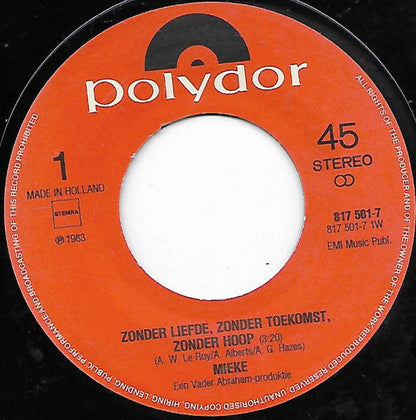 polydor
1
MADE IN HOLLAND
STEMRA
℗ 1983
45
STEREO
817 501-7
817 501-7 1W
EMI Music Publ.
ZONDER LIEFDE, ZONDER TOEKOMST,
ZONDER HOOP (3:20)
(A. W. Le Roy/A. Alberts/A. G. Hazes)
MIEKE
Een Vader Abraham-produktie
ALL RIGHTS OF THE PRODUCER AND OF THE OWNER OF THE WORK REPRODUCED RESERVED. UNAUTHORISED COPYING, HIRING, LENDING, PUBLIC PERFORMANCE AND BROADCASTING OF THIS RECORD PROHIBITED